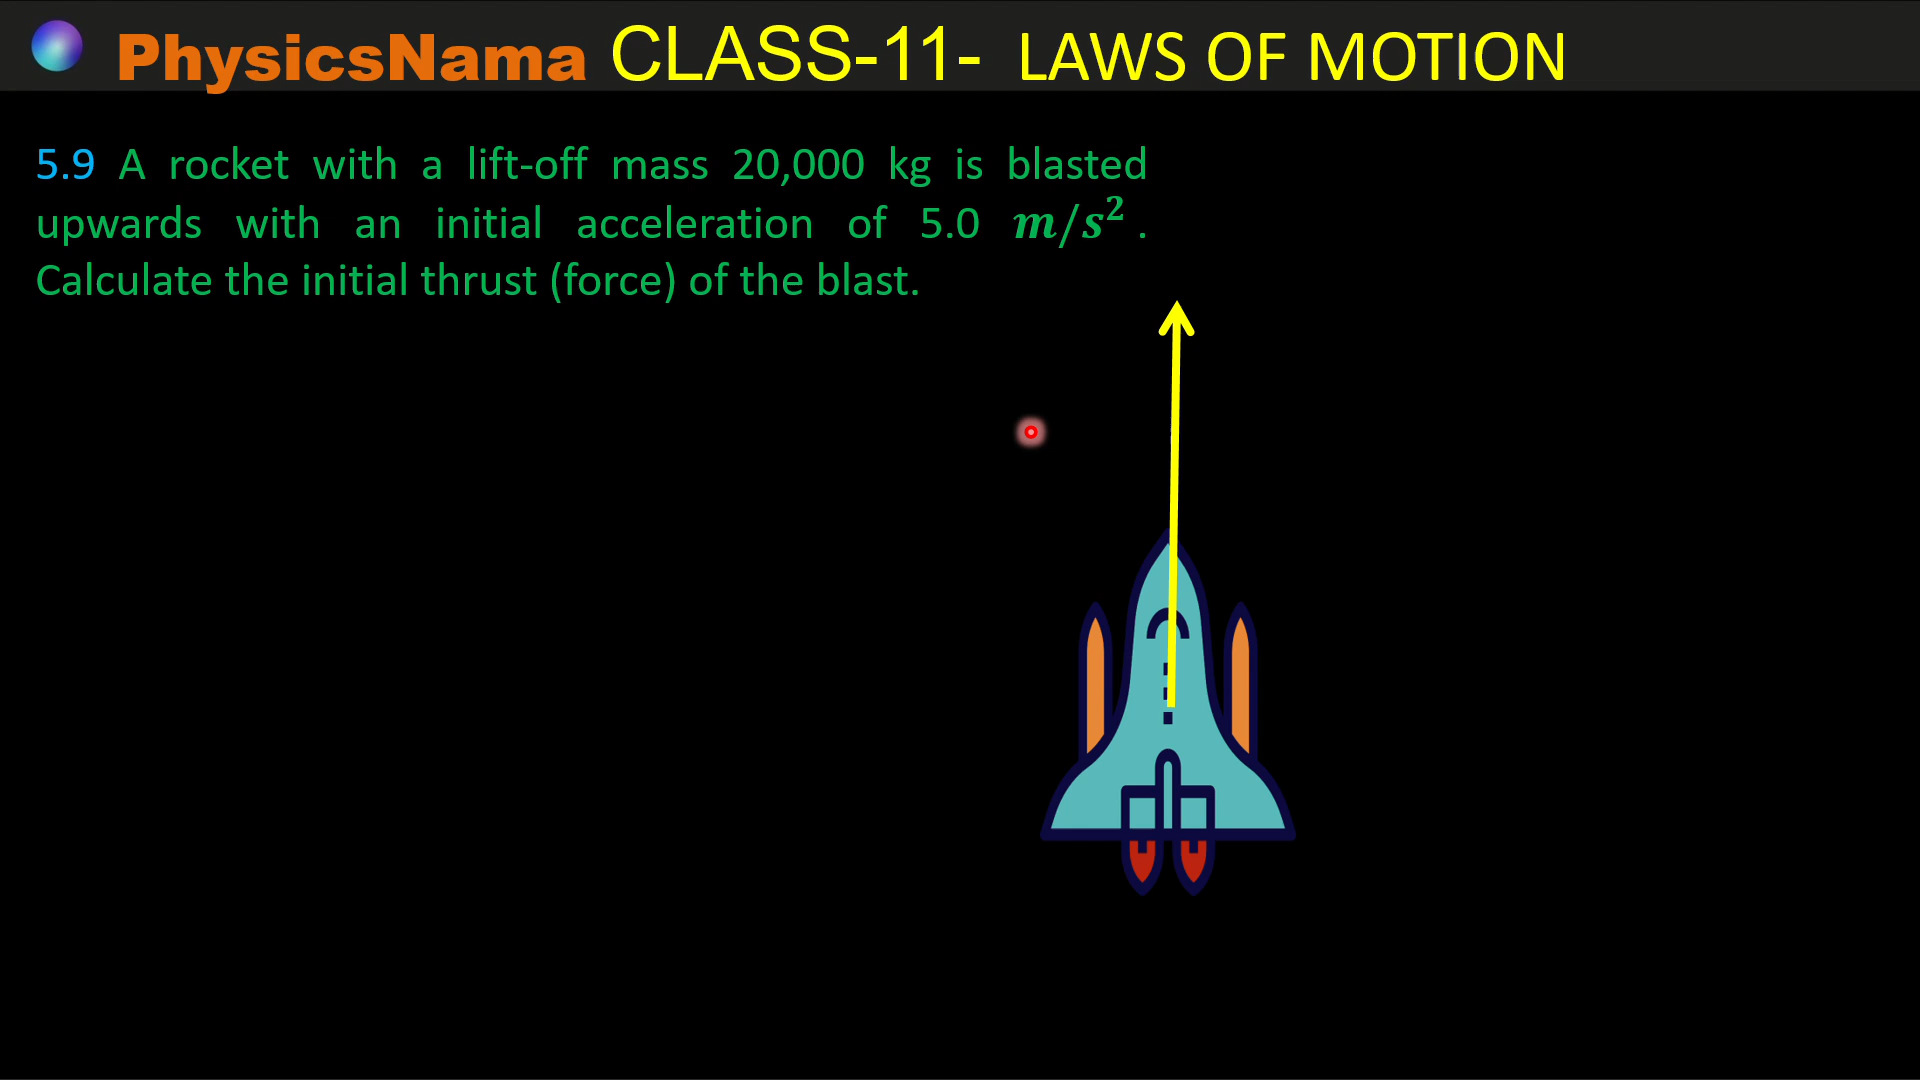 PhysicsNama CLASS-11- LAWS OF MOTION
5.9 A rocket with a lift-off mass 20,000 kg is blasted
upwards with an initial acceleration of 5.0 m/s².
Calculate the initial thrust (force) of the blast.